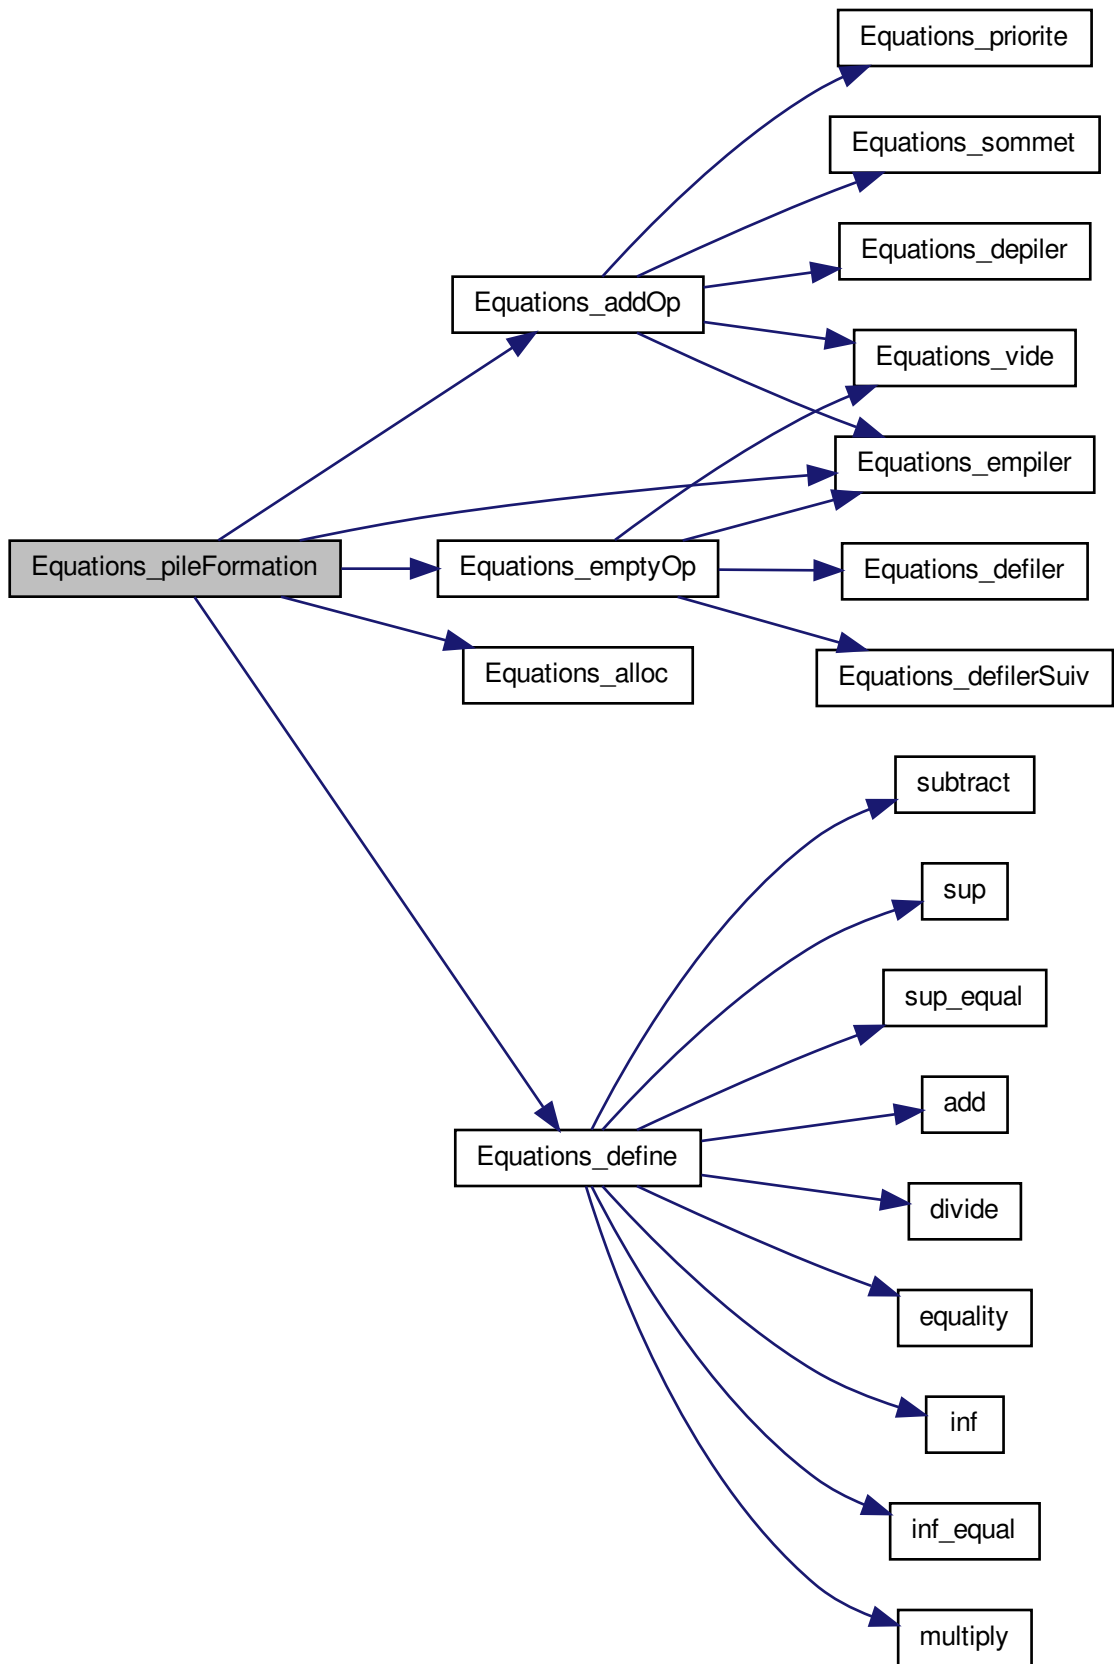 Equations_priorite
Equations_sommet
Equations_depiler
Equations_addOp
Equations_vide
Equations_empiler
Equations_pileFormation
Equations_emptyOp
Equations_defiler
Equations_alloc
Equations_defilerSuiv
subtract
sup
sup_equal
add
Equations_define
divide
equality
inf
inf_equal
multiply